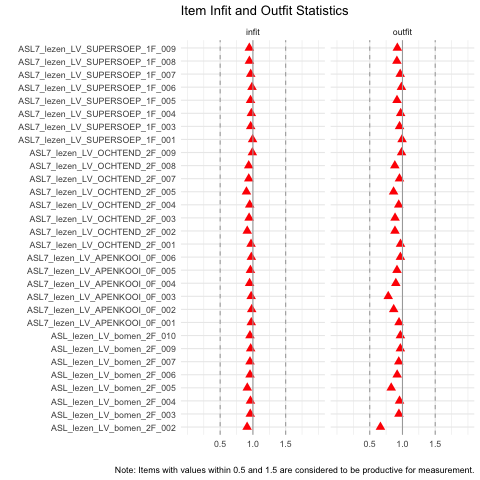 Item Infit and Outfit Statistics
infit outfit
ASL7_lezen_LV_SUPERSOEP_1F_009
ASL7_lezen_LV_SUPERSOEP_1F_008
ASL7_lezen_LV_SUPERSOEP_1F_007
ASL7_lezen_LV_SUPERSOEP_1F_006
ASL7_lezen_LV_SUPERSOEP_1F_005
ASL7_lezen_LV_SUPERSOEP_1F_004
ASL7_lezen_LV_SUPERSOEP_1F_003
ASL7_lezen_LV_SUPERSOEP_1F_001
ASL7_lezen_LV_OCHTEND_2F_009
ASL7_lezen_LV_OCHTEND_2F_008
ASL7_lezen_LV_OCHTEND_2F_007
ASL7_lezen_LV_OCHTEND_2F_005
ASL7_lezen_LV_OCHTEND_2F_004
ASL7_lezen_LV_OCHTEND_2F_003
ASL7_lezen_LV_OCHTEND_2F_002
ASL7_lezen_LV_OCHTEND_2F_001
ASL7_lezen_LV_APENKOOI_0F_006
ASL7_lezen_LV_APENKOOI_0F_005
ASL7_lezen_LV_APENKOOI_0F_004
ASL7_lezen_LV_APENKOOI_0F_003
ASL7_lezen_LV_APENKOOI_0F_002
ASL7_lezen_LV_APENKOOI_0F_001
ASL_lezen_LV_bomen_2F_010
ASL_lezen_LV_bomen_2F_009
ASL_lezen_LV_bomen_2F_007
ASL_lezen_LV_bomen_2F_006
ASL_lezen_LV_bomen_2F_005
ASL_lezen_LV_bomen_2F_004
ASL_lezen_LV_bomen_2F_003
ASL_lezen_LV_bomen_2F_002
0.5 1.0 1.5 0.5 1.0 1.5
Note: Items with values within 0.5 and 1.5 are considered to be productive for measurement.